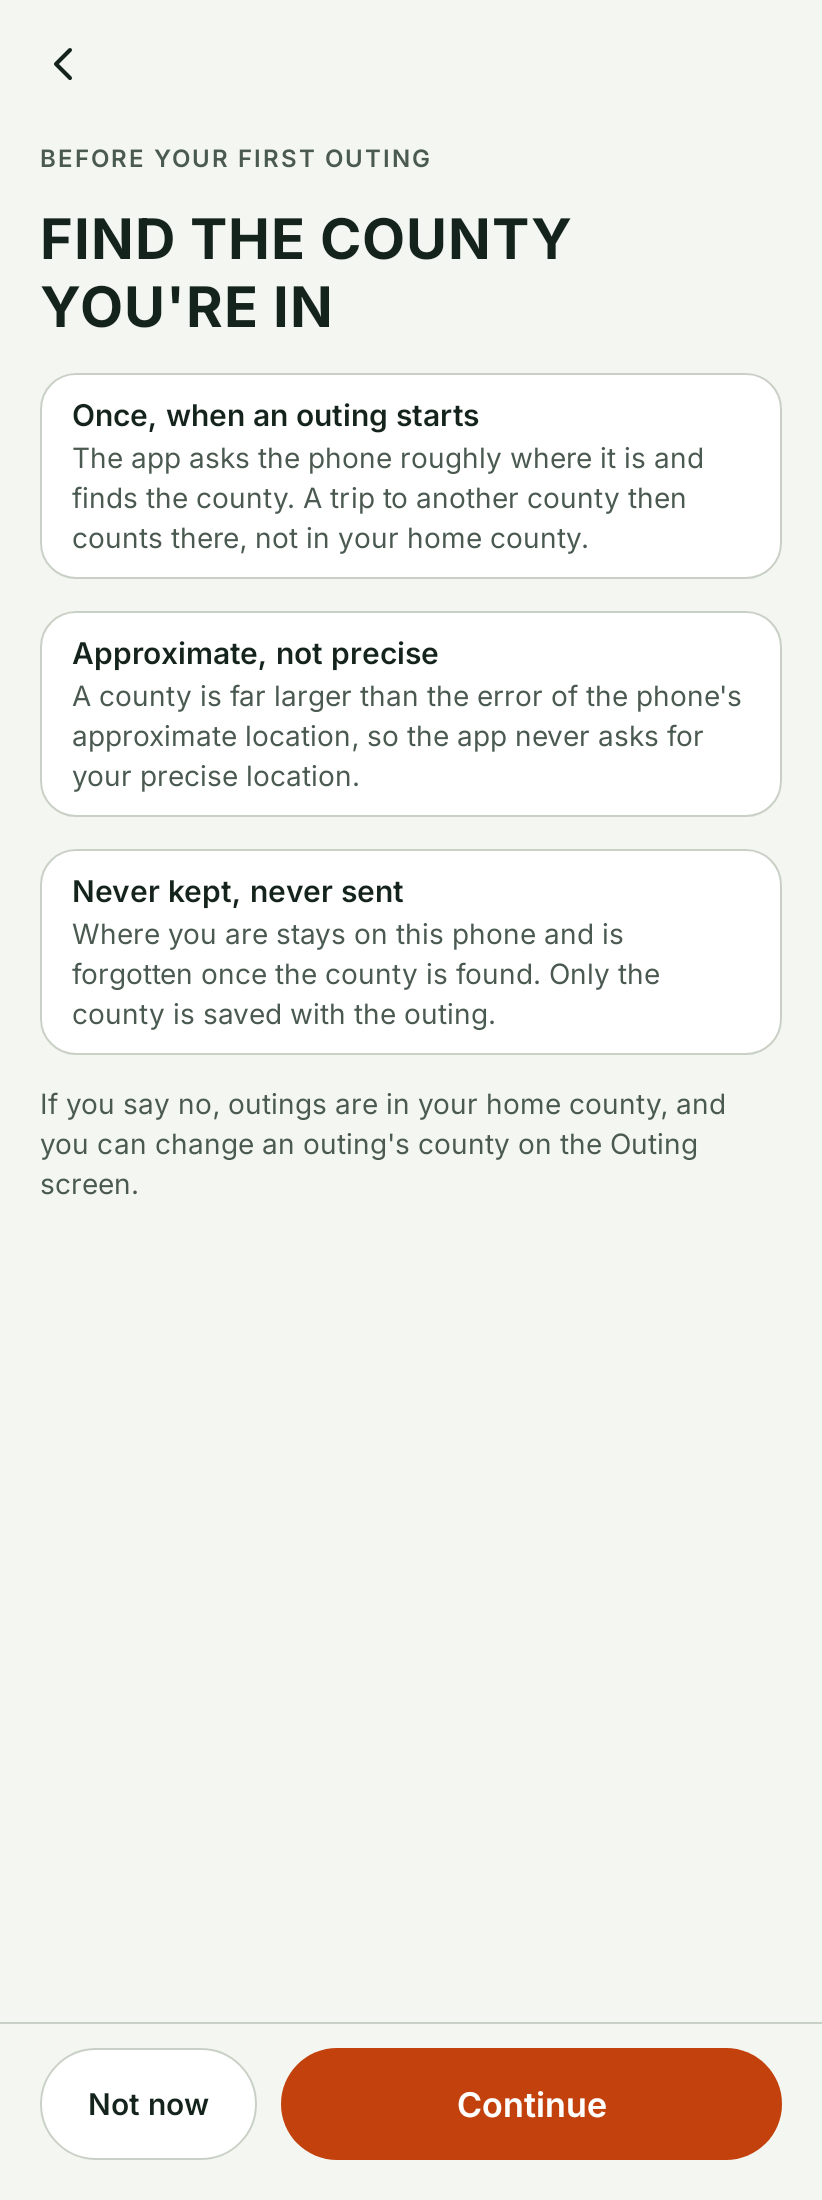 BEFORE YOUR FIRST OUTING
FIND THE COUNTY
YOU'RE IN
Once, when an outing starts
The app asks the phone roughly where it is and
finds the county. A trip to another county then
counts there, not in your home county.
Approximate, not precise
A county is far larger than the error of the phone's
approximate location, so the app never asks for
your precise location.
Never kept, never sent
Where you are stays on this phone and is
forgotten once the county is found. Only the
county is saved with the outing.
If you say no, outings are in your home county, and
you can change an outing's county on the Outing
screen.
Not now
Continue